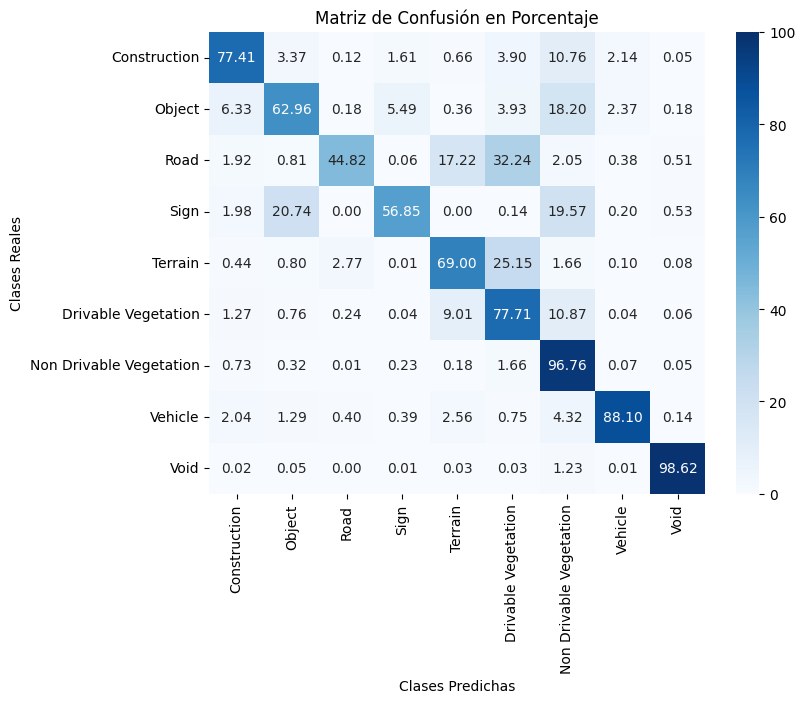 Matriz de Confusión en Porcentaje
Construction 77.41 3.37 0.12 1.61 0.66 3.90 10.76 2.14 0.05
Object 6.33 62.96 0.18 5.49 0.36 3.93 18.20 2.37 0.18
Road 1.92 0.81 44.82 0.06 17.22 32.24 2.05 0.38 0.51
Sign 1.98 20.74 0.00 56.85 0.00 0.14 19.57 0.20 0.53
Terrain 0.44 0.80 2.77 0.01 69.00 25.15 1.66 0.10 0.08
Drivable Vegetation 1.27 0.76 0.24 0.04 9.01 77.71 10.87 0.04 0.06
Non Drivable Vegetation 0.73 0.32 0.01 0.23 0.18 1.66 96.76 0.07 0.05
Vehicle 2.04 1.29 0.40 0.39 2.56 0.75 4.32 88.10 0.14
Void 0.02 0.05 0.00 0.01 0.03 0.03 1.23 0.01 98.62
Clases Reales
Construction
Object
Road
Sign
Terrain
Drivable Vegetation
Non Drivable Vegetation
Vehicle
Void
Clases Predichas
100
80
60
40
20
0